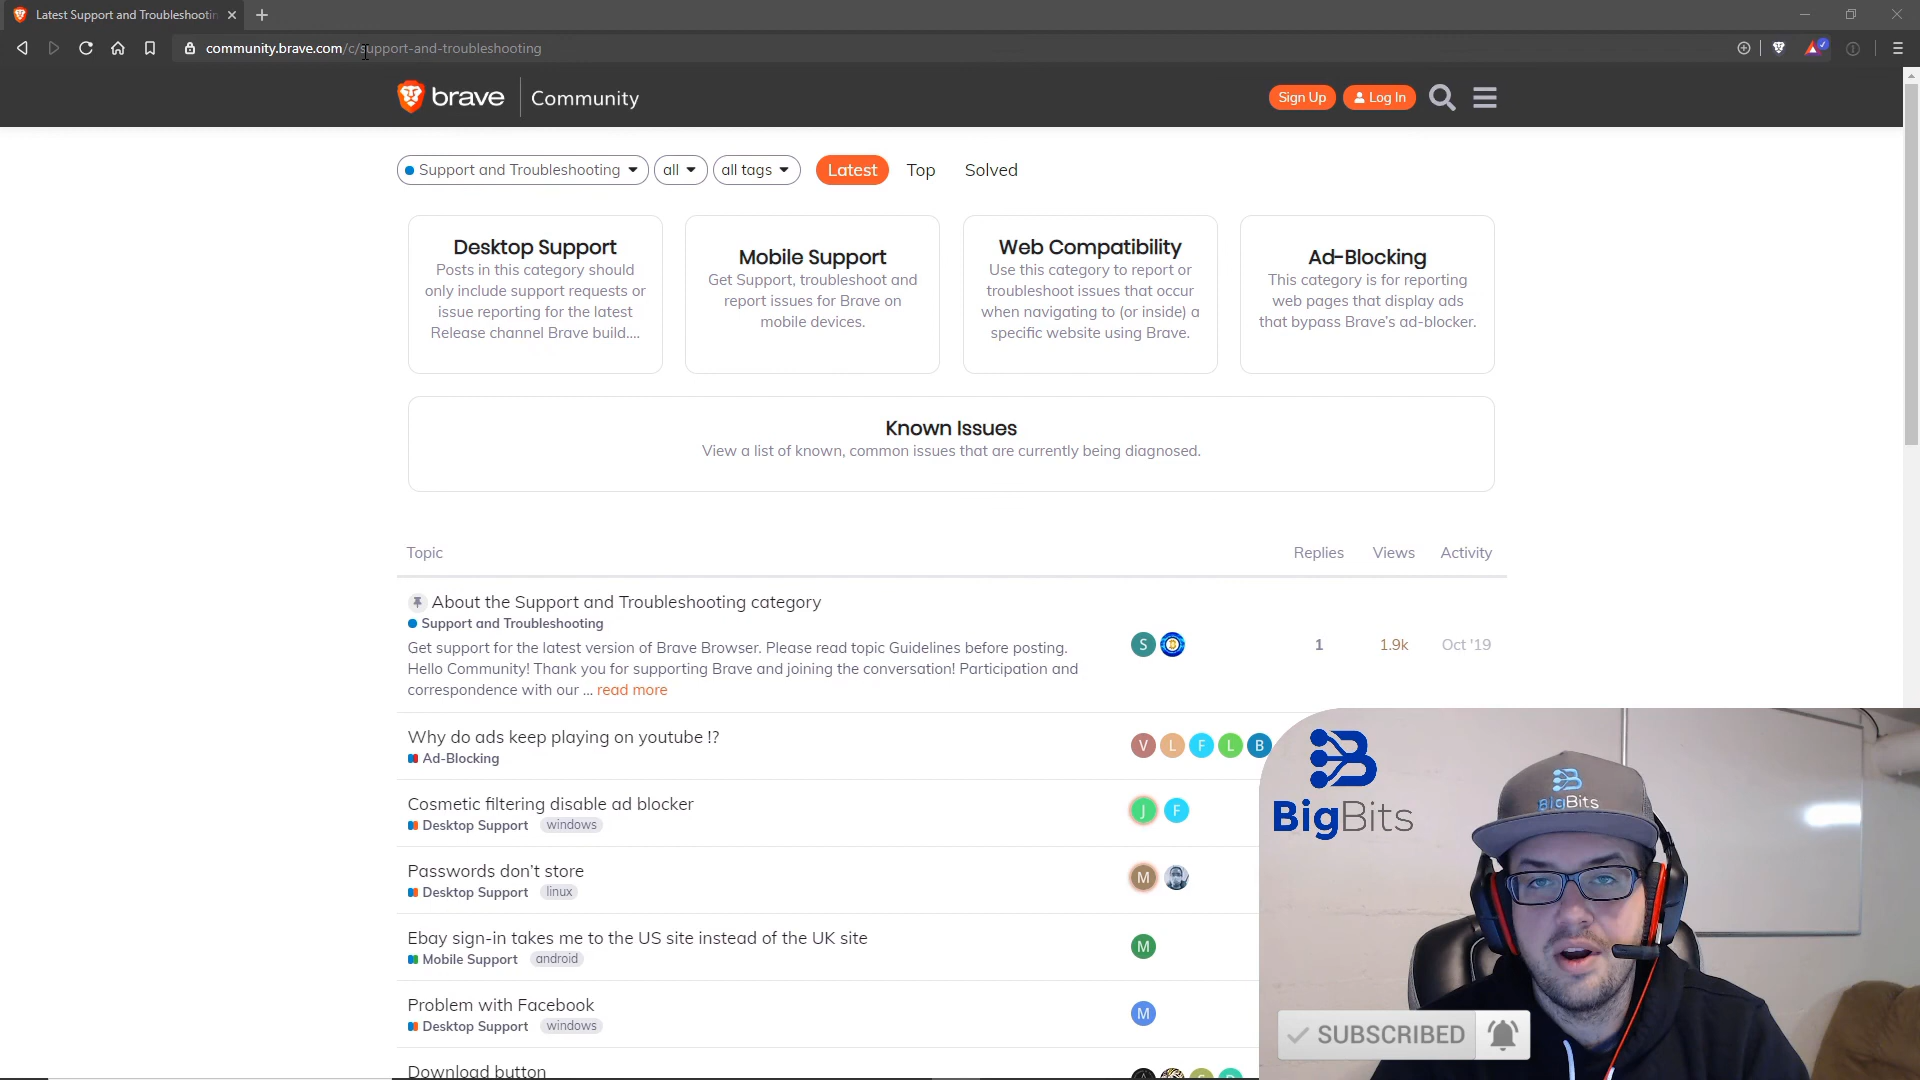 Latest Support and Troubleshootin
community.brave.com/c/support-and-troubleshooting
brave Community
Sign Up
Log In
Support and Troubleshooting
all
all tags
Latest
Top
Solved
Desktop Support
Posts in this category should
only include support requests or
issue reporting for the latest
Release channel Brave build....
Mobile Support
Get Support, troubleshoot and
report issues for Brave on
mobile devices.
Web Compatibility
Use this category to report or
troubleshoot issues that occur
when navigating to (or inside) a
specific website using Brave.
Ad-Blocking
This category is for reporting
web pages that display ads
that bypass Brave's ad-blocker.
Known Issues
View a list of known, common issues that are currently being diagnosed.
Topic Replies Views Activity
About the Support and Troubleshooting category
Support and Troubleshooting
Get support for the latest version of Brave Browser. Please read topic Guidelines before posting.
Hello Community! Thank you for supporting Brave and joining the conversation! Participation and
correspondence with our ... read more
S
1 1.9k Oct '19
Why do ads keep playing on youtube !?
Ad-Blocking
V L F L B
Cosmetic filtering disable ad blocker
Desktop Support windows
J F
Passwords don't store
Desktop Support linux
M
Ebay sign-in takes me to the US site instead of the UK site
Mobile Support android
M
Problem with Facebook
Desktop Support windows
M
Download button
BigBits
BigBits
SUBSCRIBED